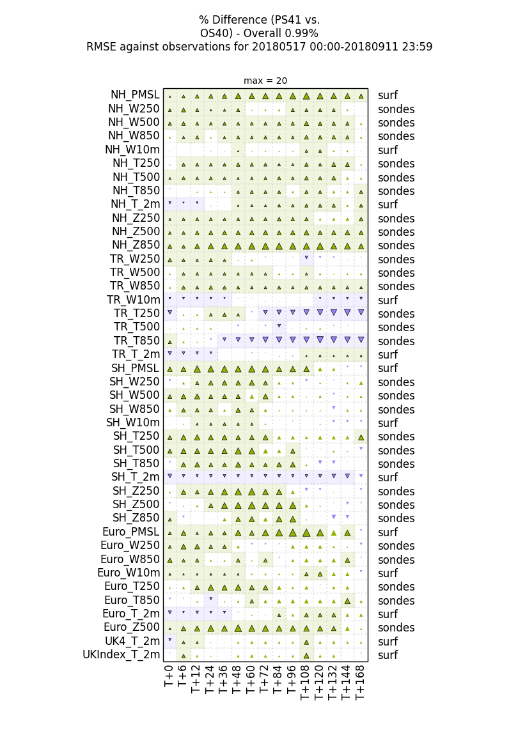 % Difference (PS41 vs.
OS40) - Overall 0.99%
RMSE against observations for 20180517 00:00-20180911 23:59
max = 20
NH_PMSL surf
NH_W250 sondes
NH_W500 sondes
NH_W850 sondes
NH_W10m surf
NH_T250 sondes
NH_T500 sondes
NH_T850 sondes
NH_T_2m surf
NH_Z250 sondes
NH_Z500 sondes
NH_Z850 sondes
TR_W250 sondes
TR_W500 sondes
TR_W850 sondes
TR_W10m surf
TR_T250 sondes
TR_T500 sondes
TR_T850 sondes
TR_T_2m surf
SH_PMSL surf
SH_W250 sondes
SH_W500 sondes
SH_W850 sondes
SH_W10m surf
SH_T250 sondes
SH_T500 sondes
SH_T850 sondes
SH_T_2m surf
SH_Z250 sondes
SH_Z500 sondes
SH_Z850 sondes
Euro_PMSL surf
Euro_W250 sondes
Euro_W850 sondes
Euro_W10m surf
Euro_T250 sondes
Euro_T850 sondes
Euro_T_2m surf
Euro_Z500 sondes
UK4_T_2m surf
UKIndex_T_2m surf
T+0 T+6 T+12 T+24 T+36 T+48 T+60 T+72 T+84 T+96 T+108 T+120 T+132 T+144 T+168